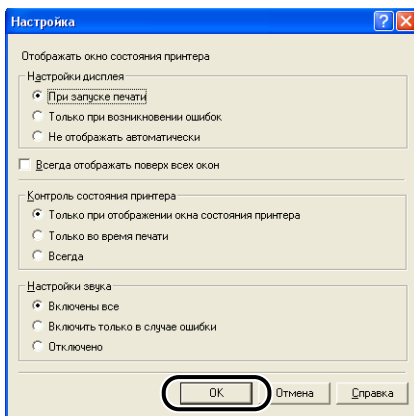 Настройка
Отображать окно состояния принтера
Настройки дисплея
При запуске печати
Только при возникновении ошибок
Не отображать автоматически
Всегда отображать поверх всех окон
Контроль состояния принтера
Только при отображении окна состояния принтера
Только во время печати
Всегда
Настройки звука
Включены все
Включить только в случае ошибки
Отключено
OK Отмена Справка